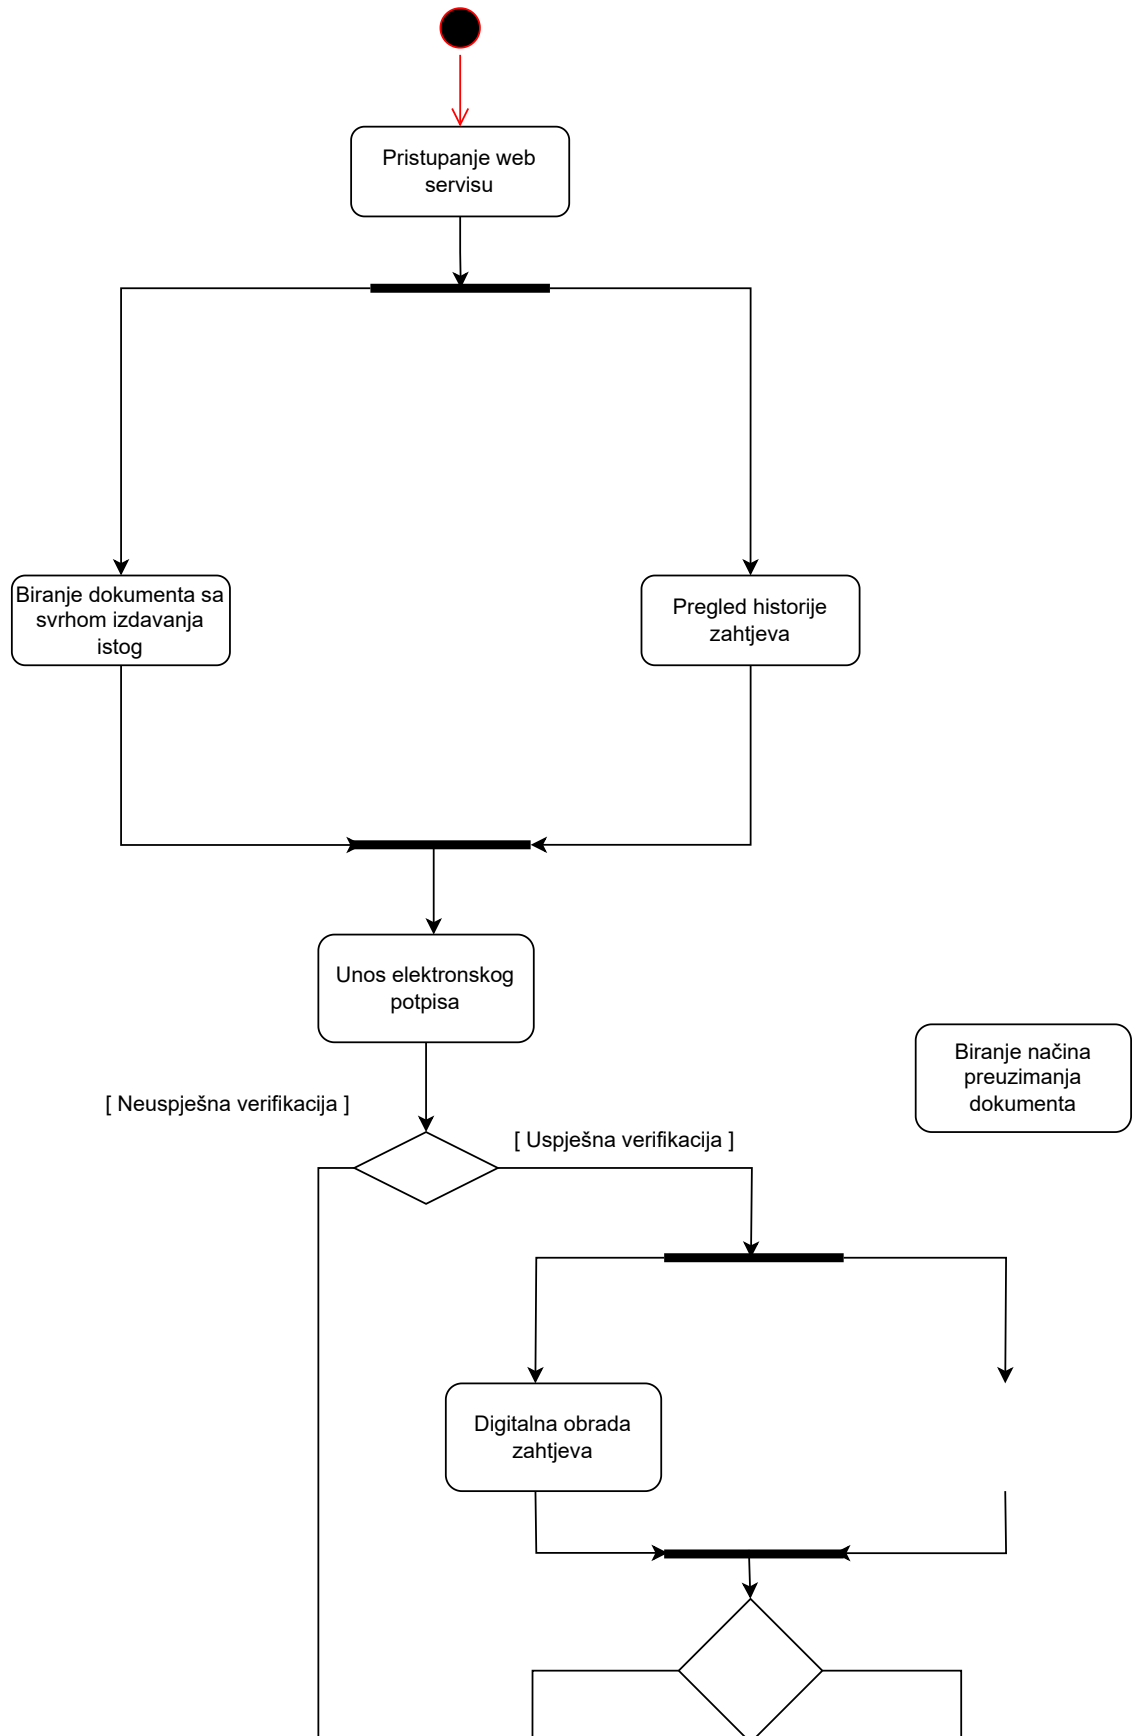 Pristupanje web
servisu
Biranje dokumenta sa
svrhom izdavanja
istog
Pregled historije
zahtjeva
Unos elektronskog
potpisa
Biranje načina
preuzimanja
dokumenta
[ Neuspješna verifikacija ]
[ Uspješna verifikacija ]
Digitalna obrada
zahtjeva